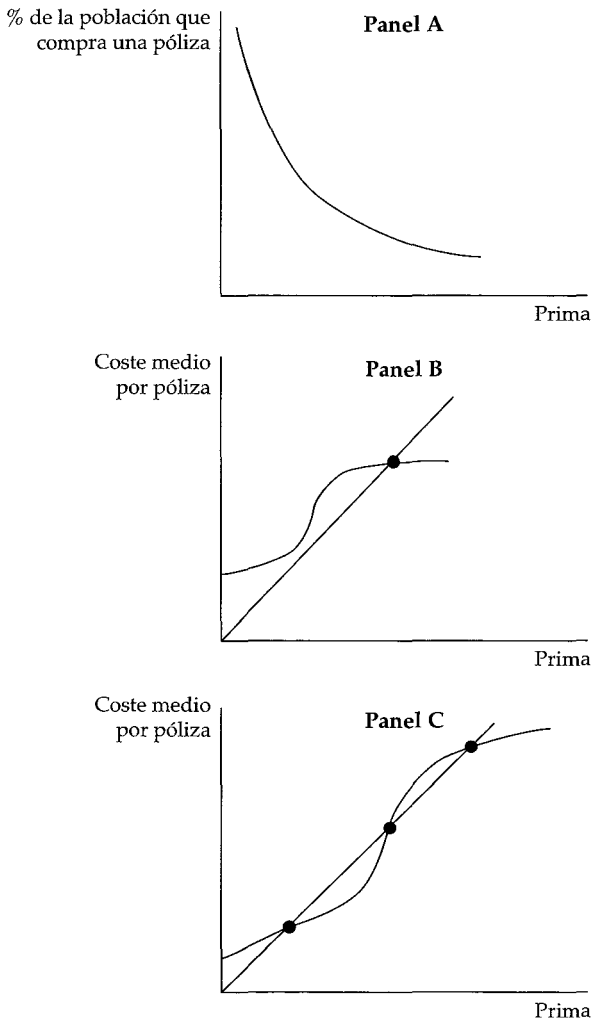 % de la población que
compra una póliza
Panel A
Prima
Coste medio
por póliza
Panel B
Prima
Coste medio
por póliza
Panel C
Prima